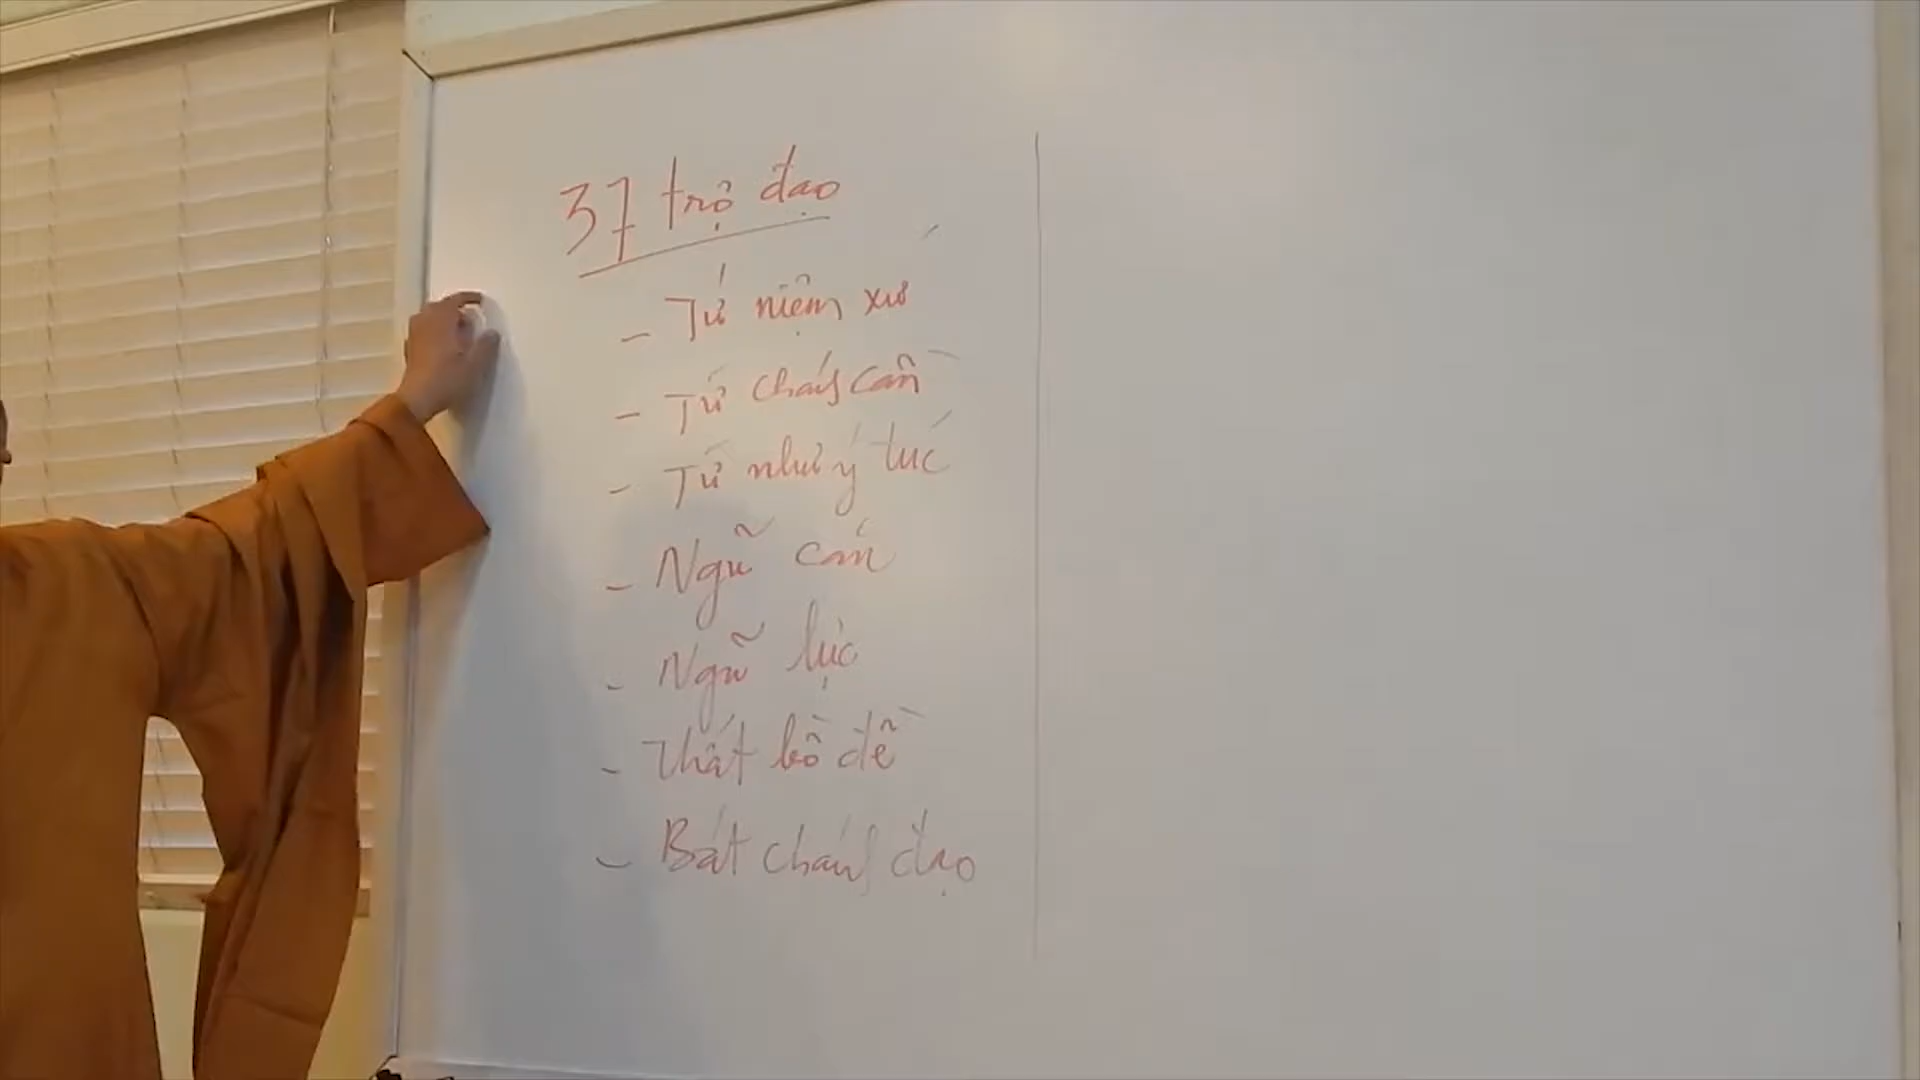 37 trợ đạo
- Tứ niệm xứ
- Tứ chánh cần
- Tứ như ý túc
- Ngũ căn
- Ngũ lực
- Thất bồ đề
- Bát chánh đạo